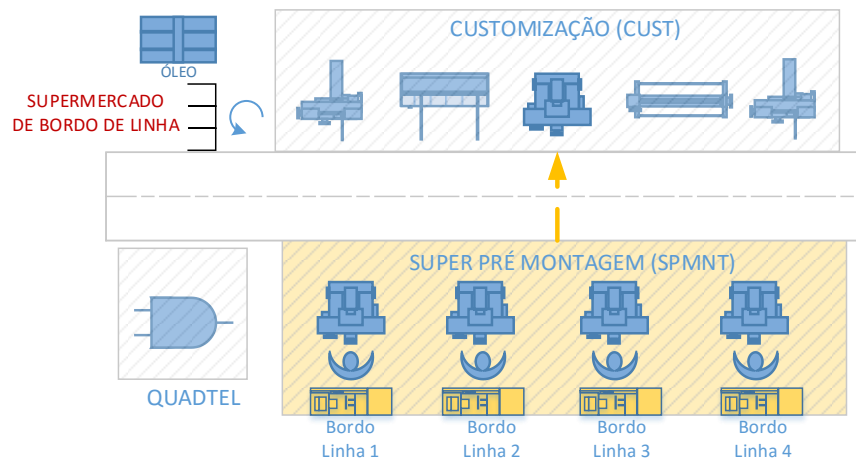 CUSTOMIZAÇÃO (CUST)
ÓLEO
SUPERMERCADO
DE BORDO DE LINHA
SUPER PRÉ MONTAGEM (SPMNT)
QUADTEL
Bordo
Linha 1
Bordo
Linha 2
Bordo
Linha 3
Bordo
Linha 4